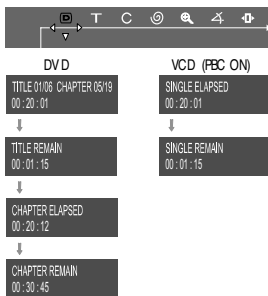 T C
DVD
TITLE 01/06 CHAPTER 05/19
00:20:01
TITLE REMAIN
00:01:15
CHAPTER ELAPSED
00:20:12
CHAPTER REMAIN
00:30:45
VCD (PBC ON)
SINGLE ELAPSED
00:20:01
SINGLE REMAIN
00:01:15